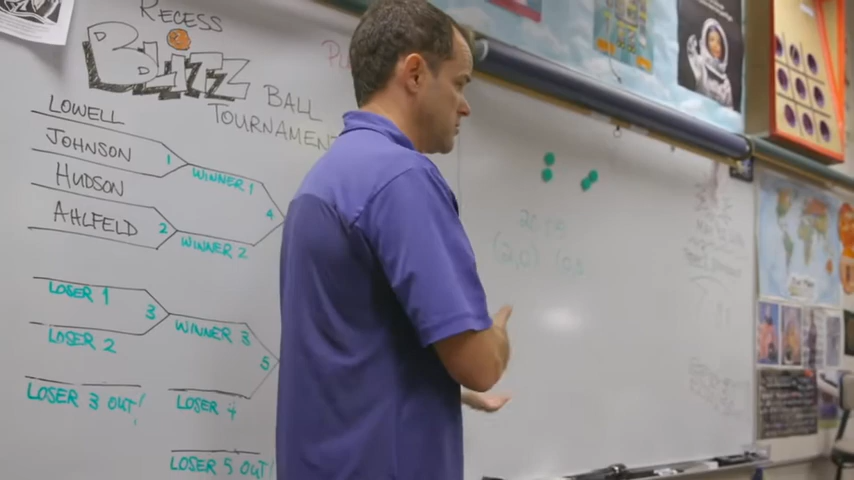 RECESS
BLITZ
BALL
TOURNAMEN
LOWELL
JOHNSON
1
WINNER 1
HUDSON
4
AHLFELD
2
WINNER 2
LOSER 1
3
WINNER 3
LOSER 2
5
LOSER 3 OUT!
LOSER 4
LOSER 5 OUT!